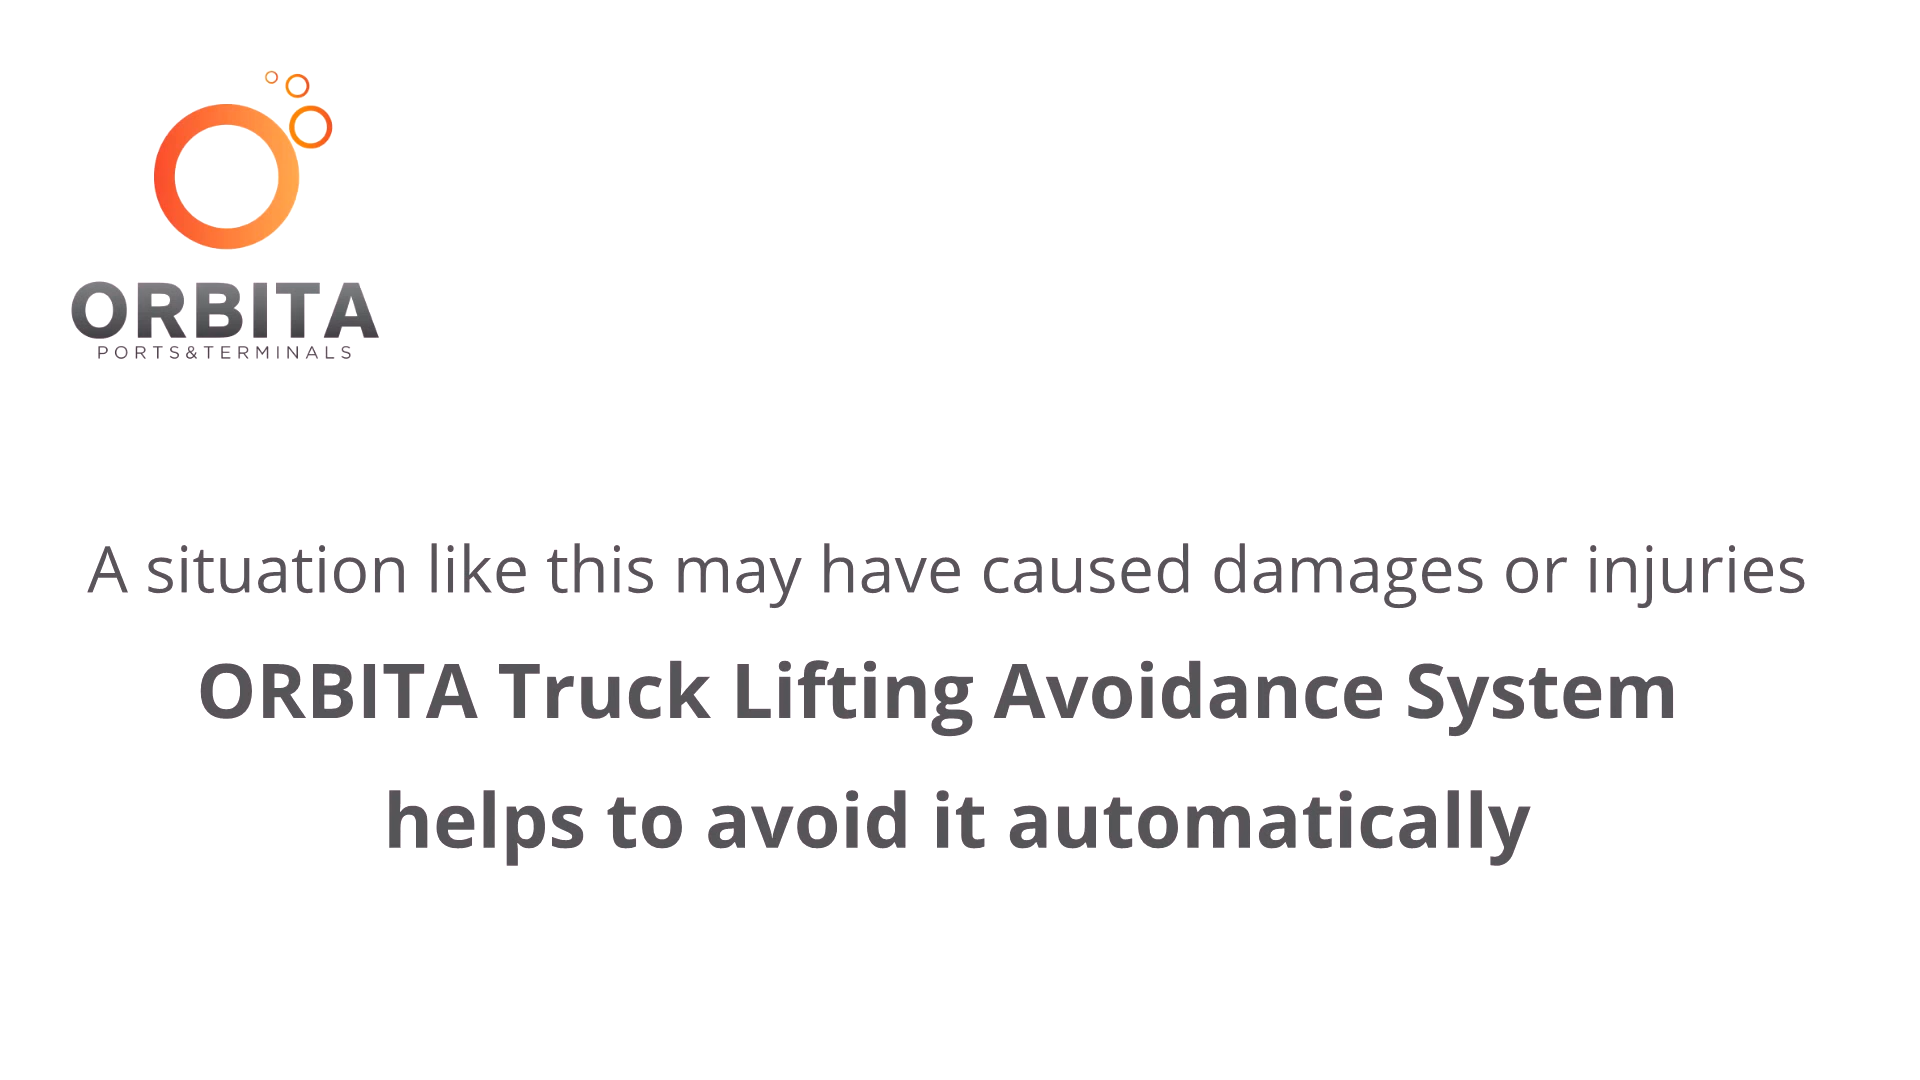 ORBITA
PORTS&TERMINALS
A situation like this may have caused damages or injuries
ORBITA Truck Lifting Avoidance System
helps to avoid it automatically